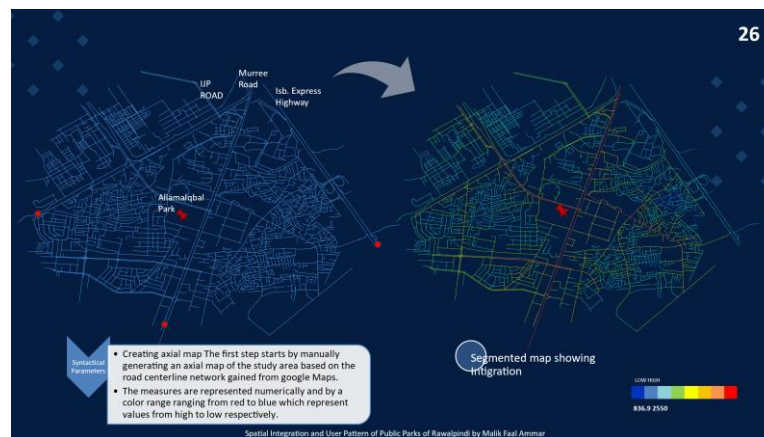 26
IJP
ROAD
Murree
Road
Isb. Express
Highway
AllamaIqbal
Park
Syntactical
Parameters
• Creating axial map The first step starts by manually
generating an axial map of the study area based on the
road centerline network gained from google Maps.
• The measures are represented numerically and by a
color range ranging from red to blue which represent
values from high to low respectively.
Segmented map showing
Intigration
LOW HIGH
836.9 2550
Spatial Integration and User Pattern of Public Parks of Rawalpindi by Malik Faal Ammar